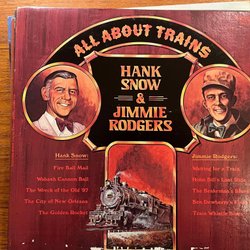 ALL ABOUT TRAINS
HANK
SNOW
&
JIMMIE
RODGERS
Hank Snow:
Fire Ball Mail
Wabash Cannon Ball
The Wreck of the Old '97
The City of New Orleans
The Golden Rocket
Jimmie Rodgers:
Waiting for a Train
Hobo Bill's Last Ride
The Brakeman's Blues
Ben Dewberry's Final
Train Whistle Blues